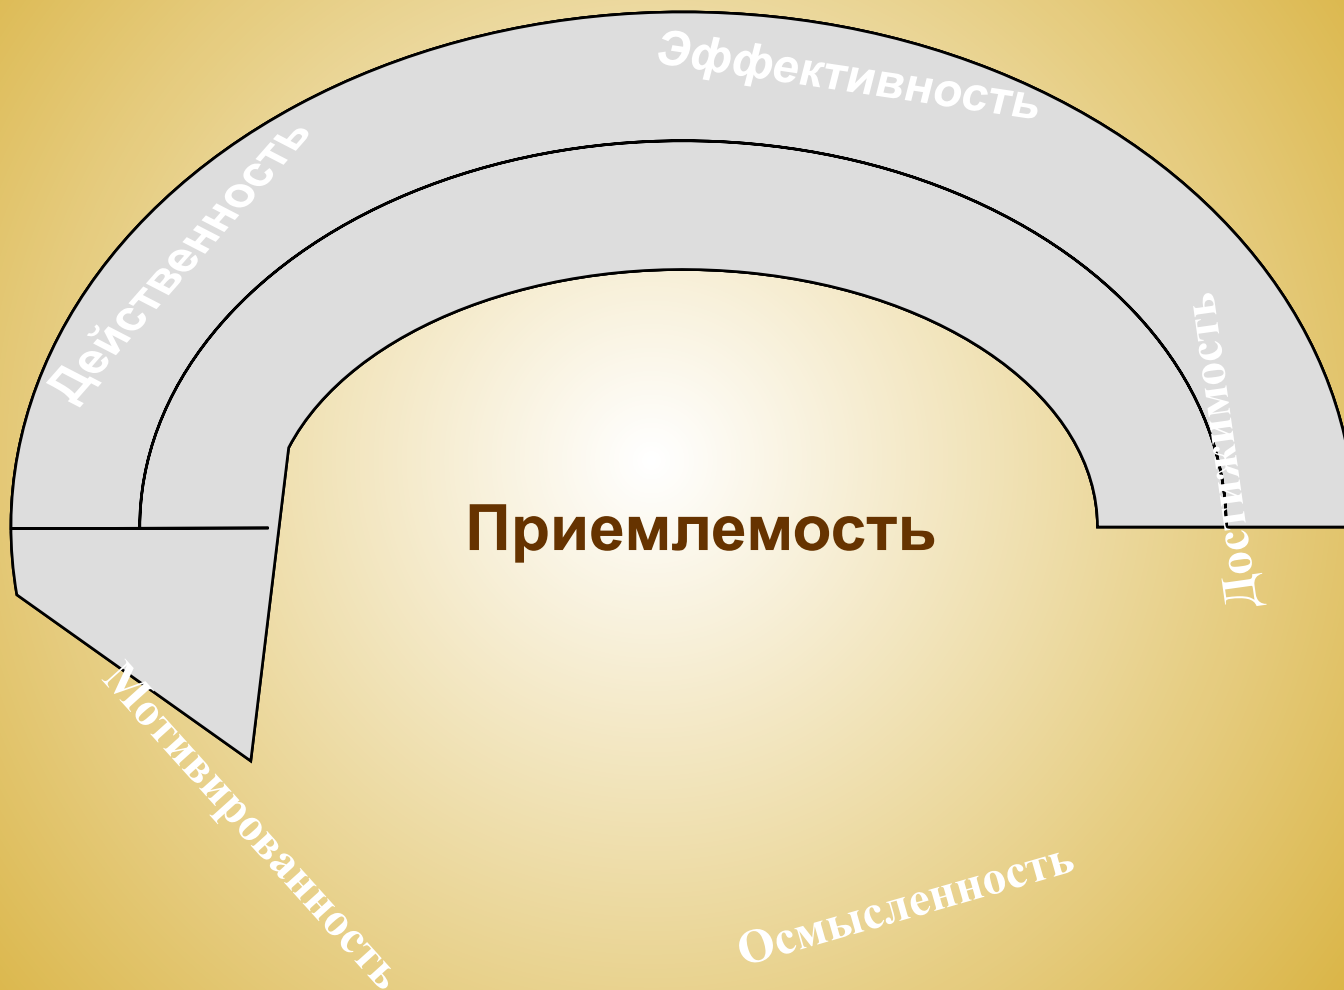 Эффективность
Действенность
Достижимость
Приемлемость
Мотивированность
Осмысленность